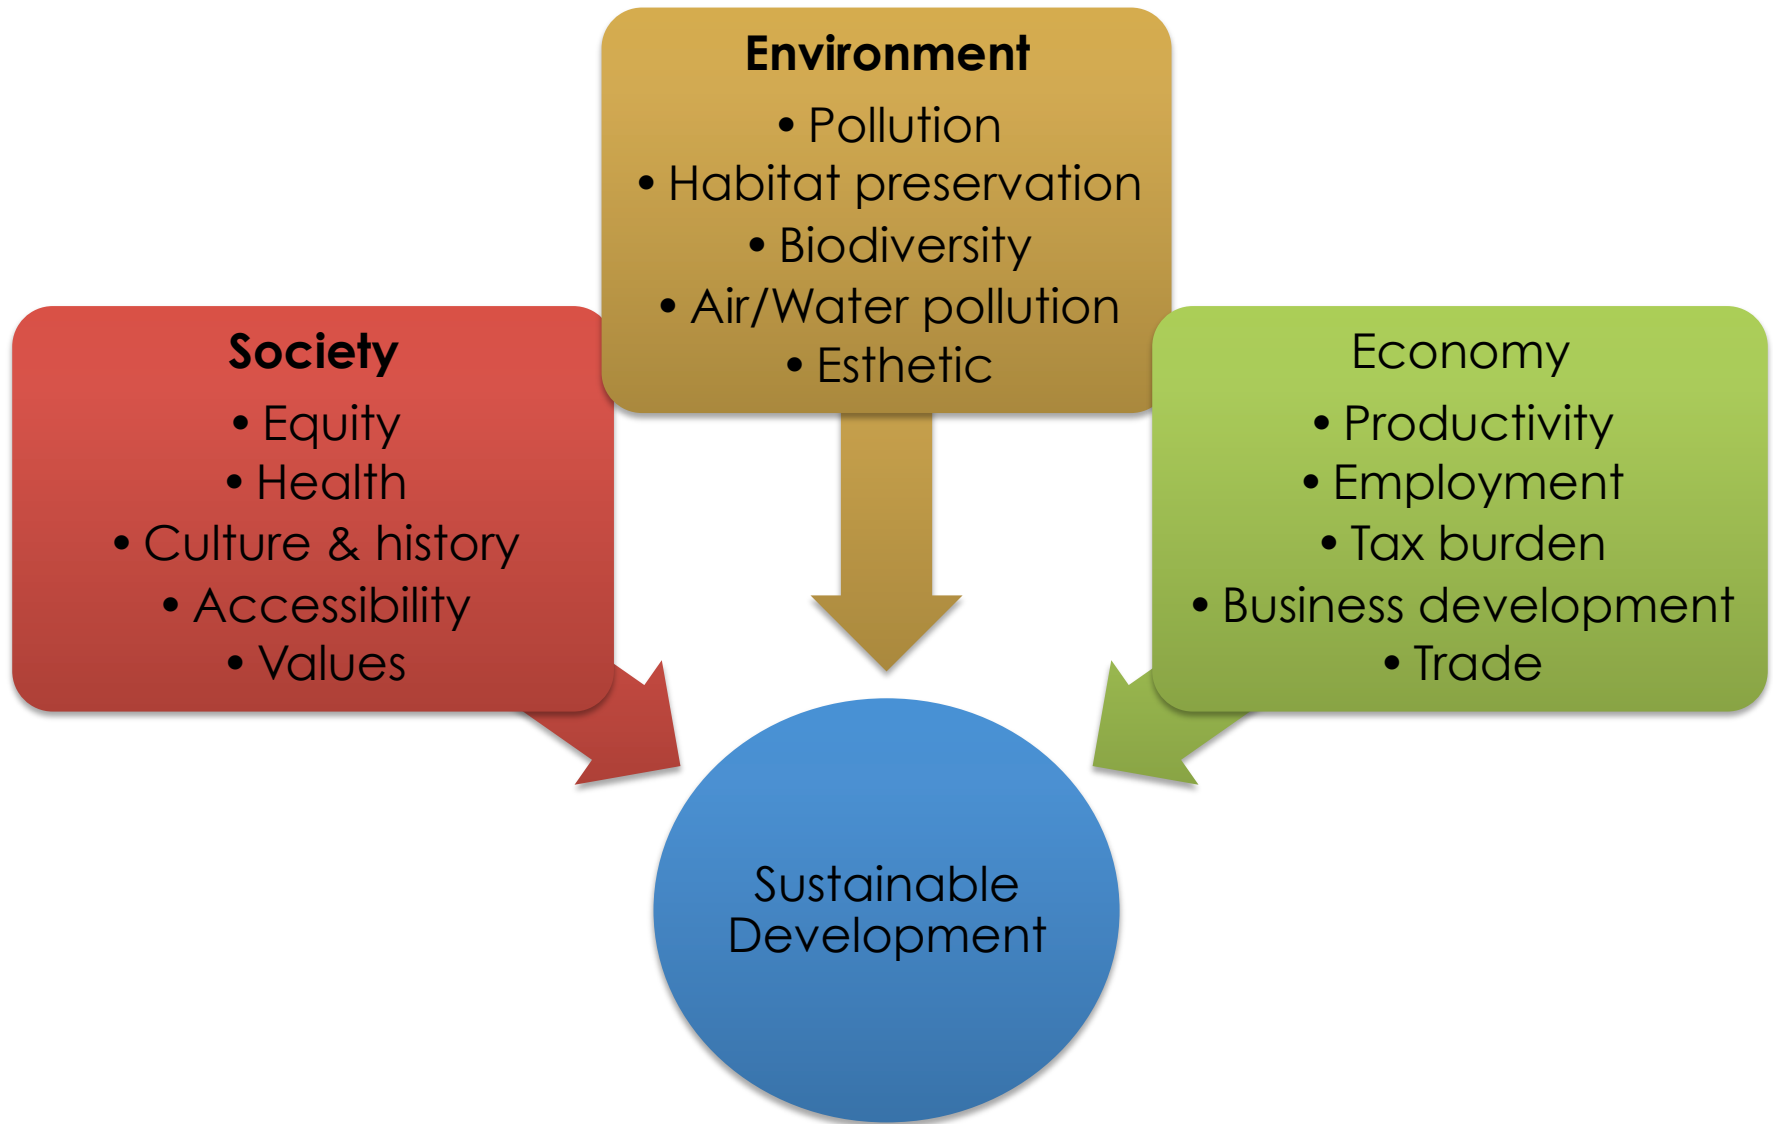 Environment
• Pollution
• Habitat preservation
• Biodiversity
• Air/Water pollution
• Esthetic
Society
• Equity
• Health
• Culture & history
• Accessibility
• Values
Economy
• Productivity
• Employment
• Tax burden
• Business development
• Trade
Sustainable
Development